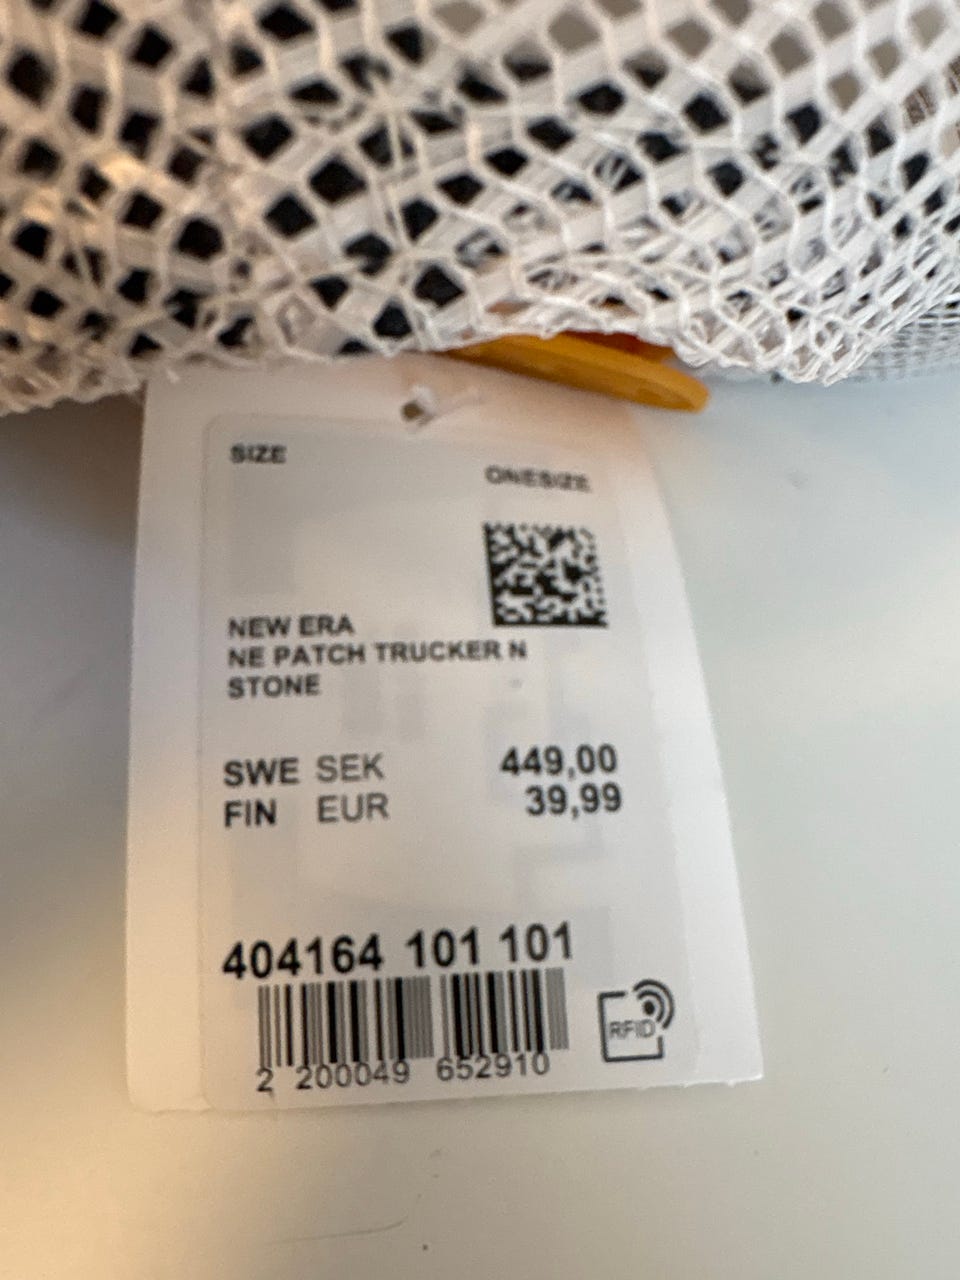 SIZE
ONESIZE
NEW ERA
NE PATCH TRUCKER N
STONE
SWE SEK 449,00
FIN EUR 39,99
404164 101 101
2 200049 652910
RFID